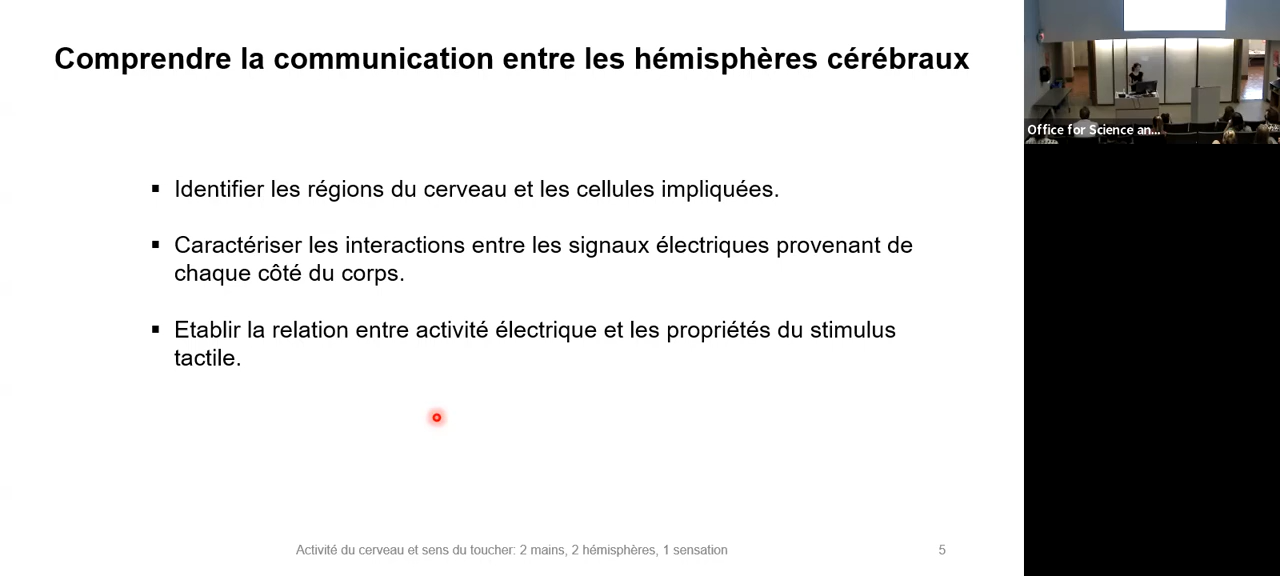 Comprendre la communication entre les hémisphères cérébraux
Office for Science an...
▪ Identifier les régions du cerveau et les cellules impliquées.
▪ Caractériser les interactions entre les signaux électriques provenant de
chaque côté du corps.
▪ Etablir la relation entre activité électrique et les propriétés du stimulus
tactile.
Activité du cerveau et sens du toucher: 2 mains, 2 hémisphères, 1 sensation
5